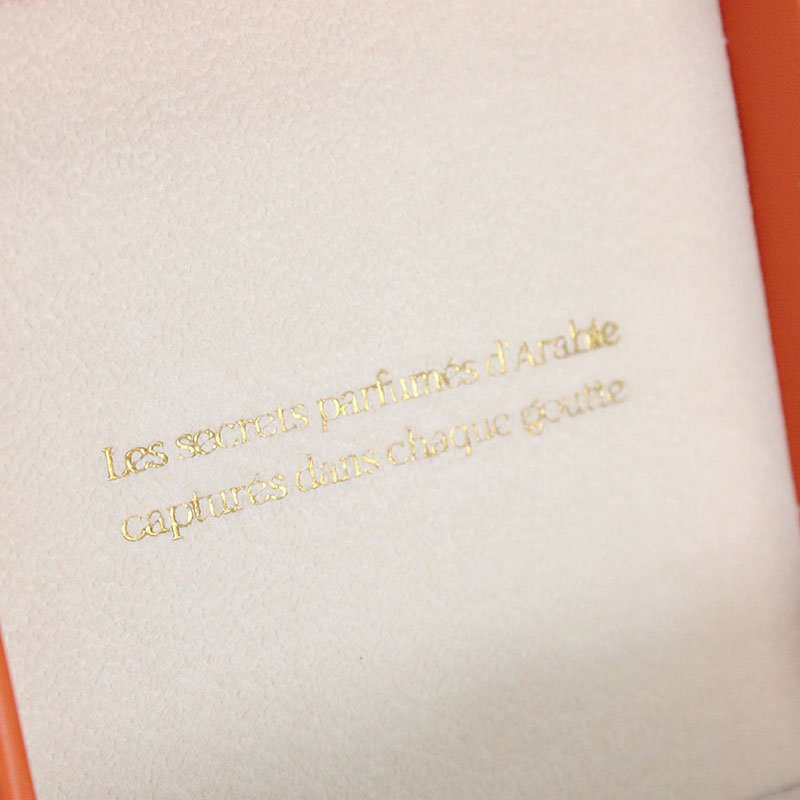 Les secrets parfumés d'Arabie
capturés dans chaque goutte